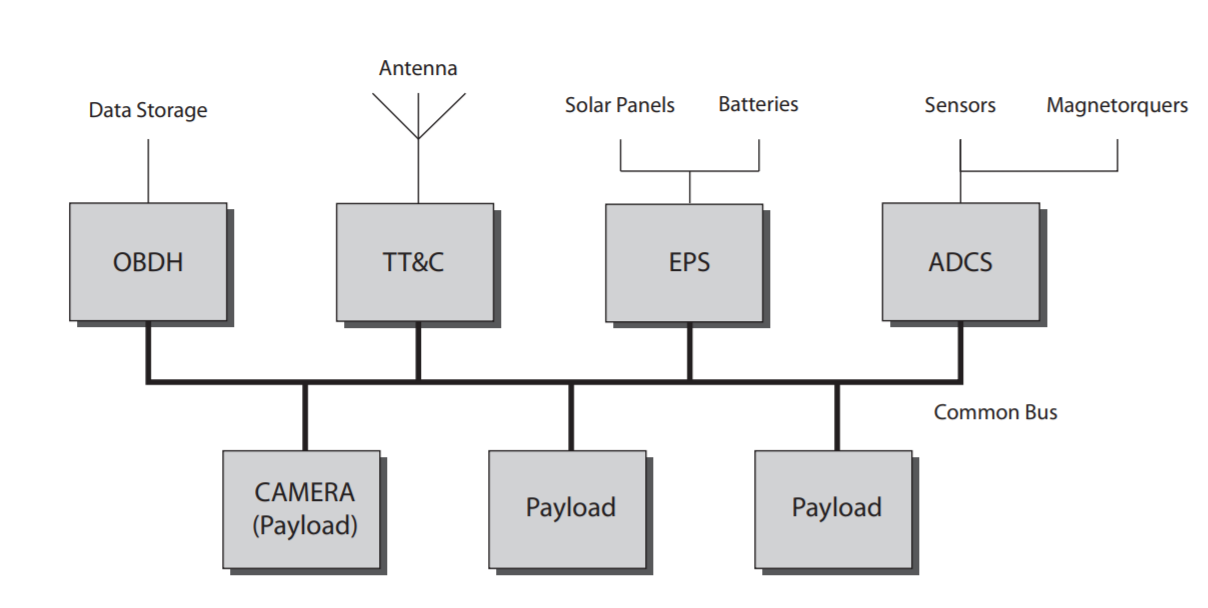 Antenna
Data Storage
Solar Panels
Batteries
Sensors
Magnetorquers
OBDH
TT&C
EPS
ADCS
Common Bus
CAMERA
(Payload)
Payload
Payload